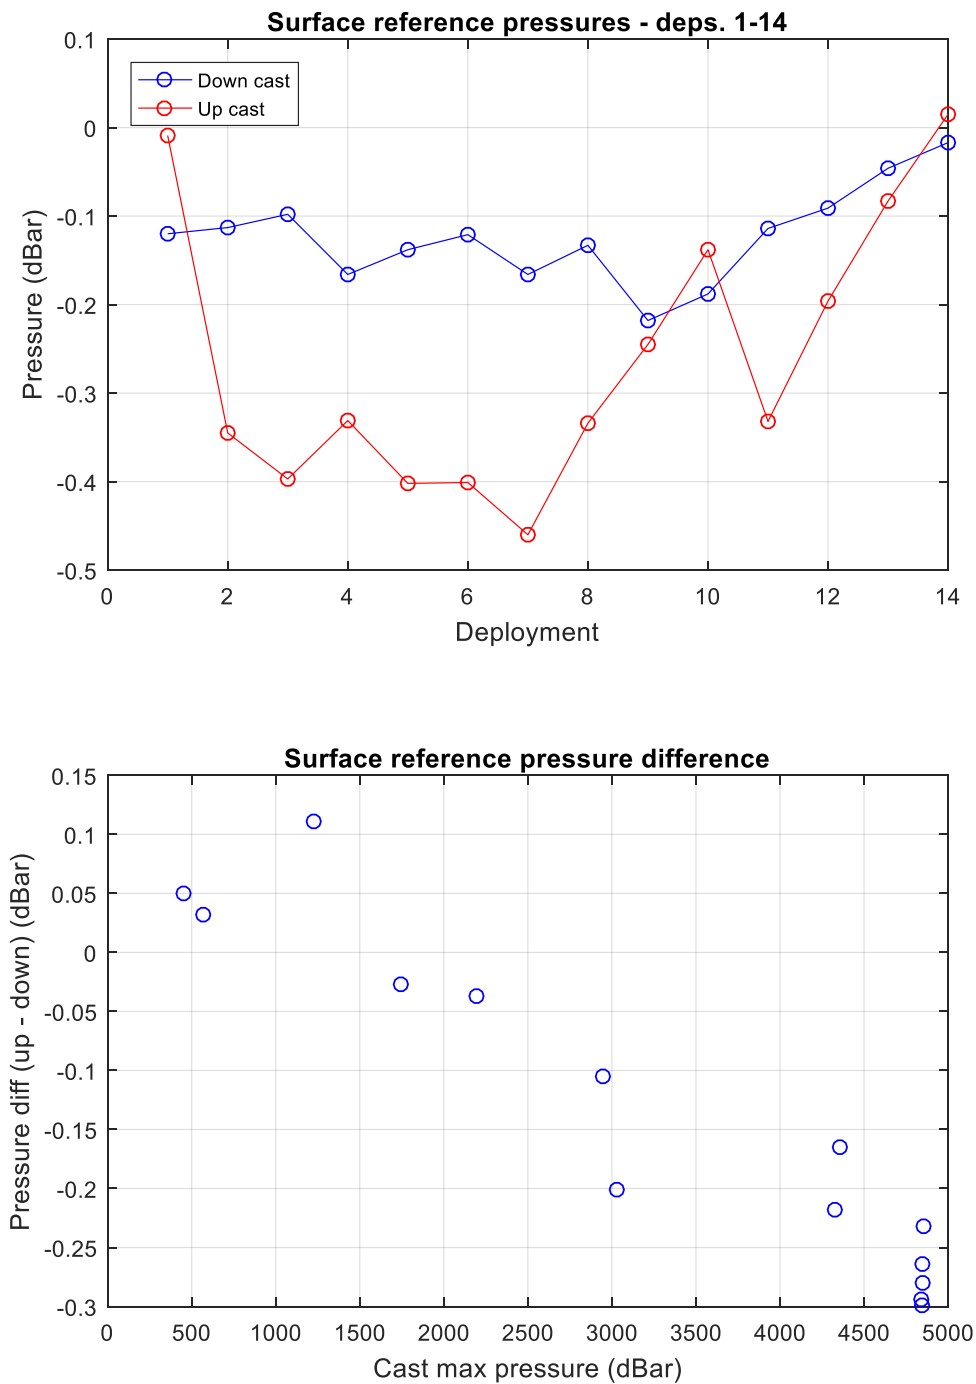 Surface reference pressures - deps. 1-14
0.1
0
-0.1
-0.2
-0.3
-0.4
-0.5
Pressure (dBar)
Down cast
Up cast
0 2 4 6 8 10 12 14
Deployment
Surface reference pressure difference
0.15
0.1
0.05
0
-0.05
-0.1
-0.15
-0.2
-0.25
-0.3
Pressure diff (up - down) (dBar)
0 500 1000 1500 2000 2500 3000 3500 4000 4500 5000
Cast max pressure (dBar)